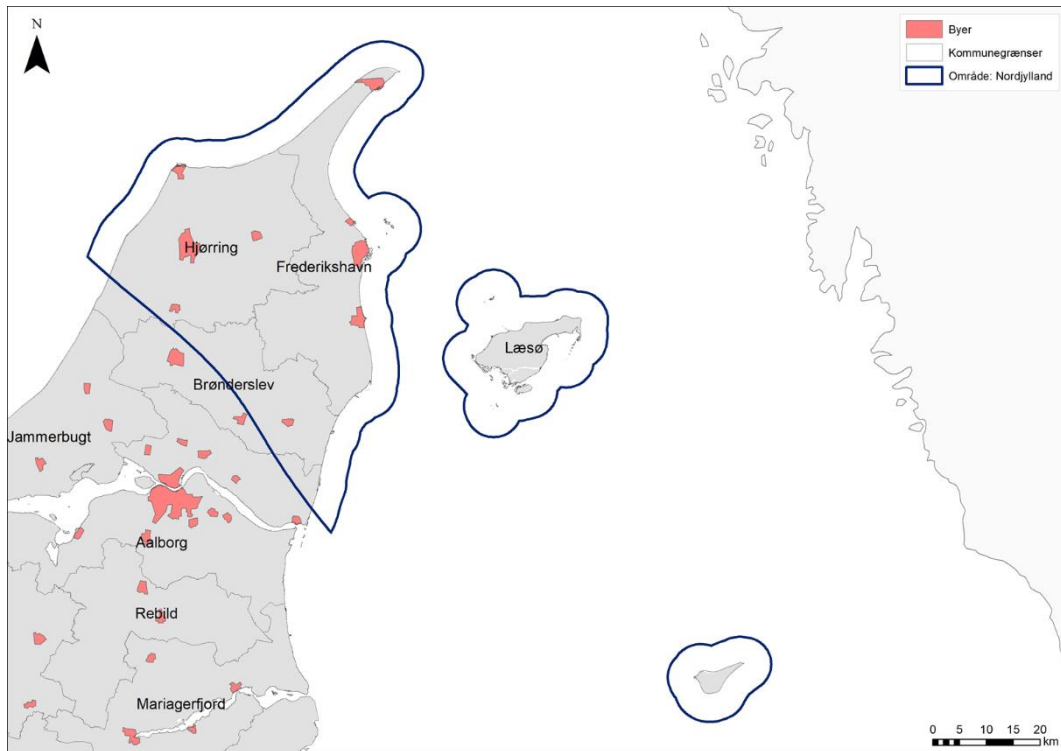 N
Byer
Kommunegrænser
Område: Nordjylland
Hjørring
Frederikshavn
Læsø
Brønderslev
Jammerbugt
Aalborg
Rebild
Mariagerfjord
0 5 10 15 20
km